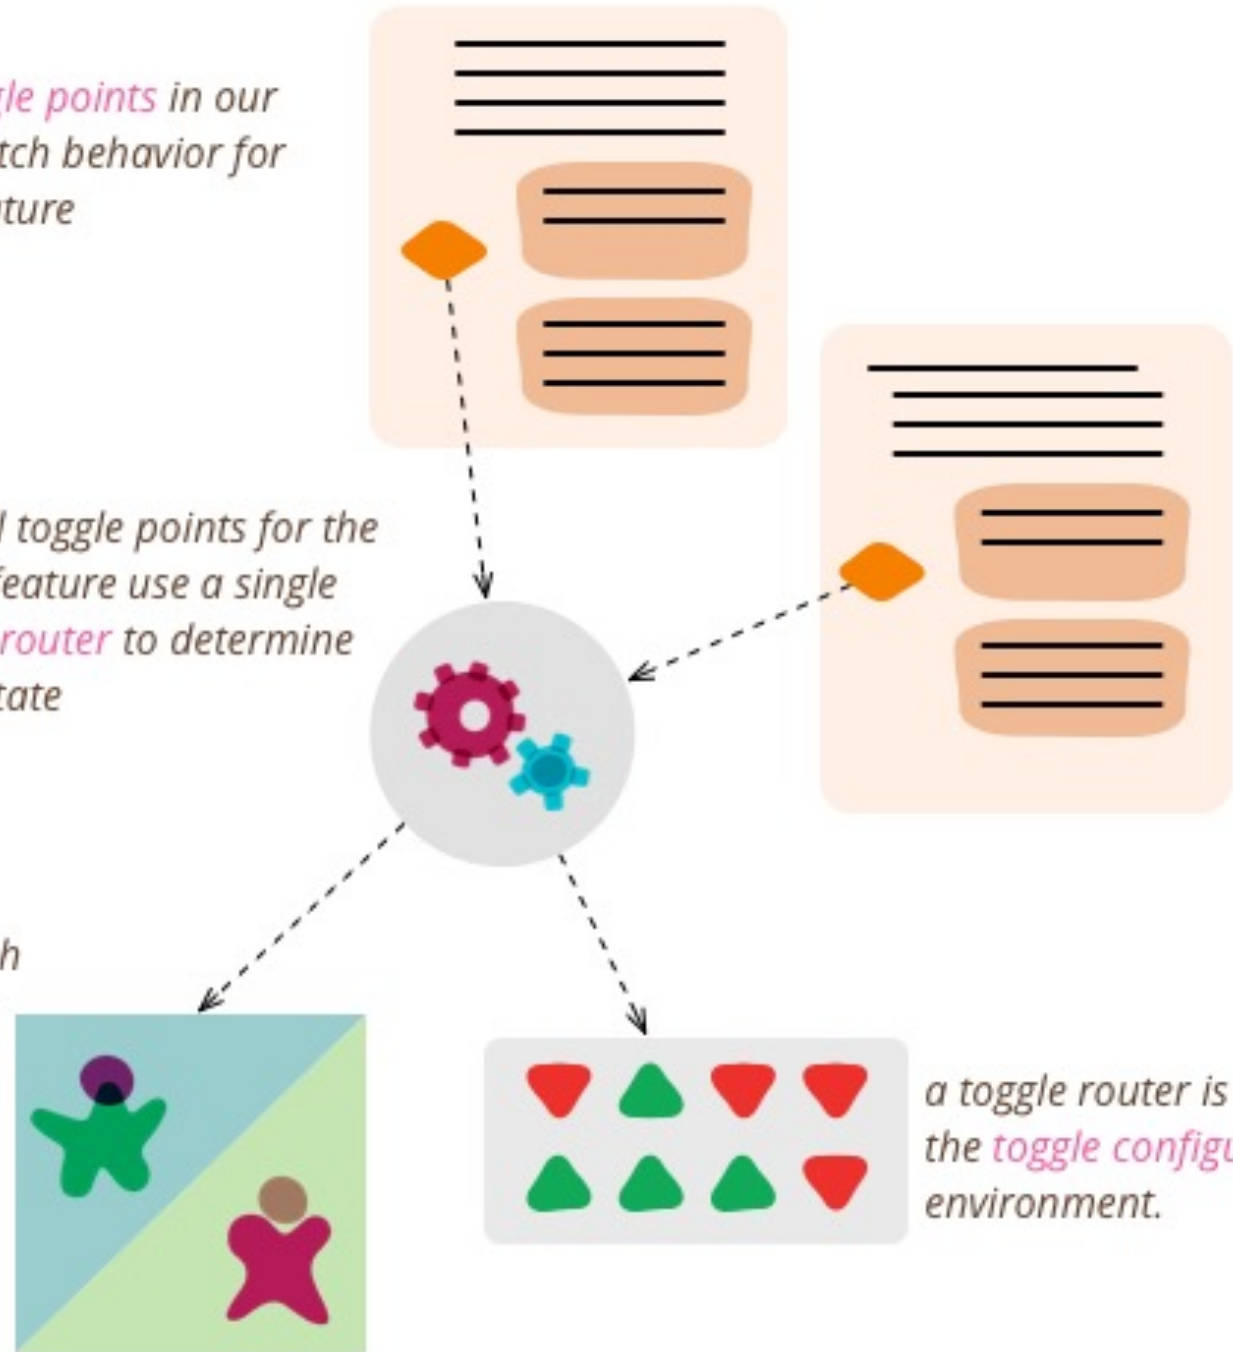 gle points in our
tch behavior for
ture
toggle points for the
feature use a single
router to determine
tate
h
a toggle router is
the toggle configu
environment.